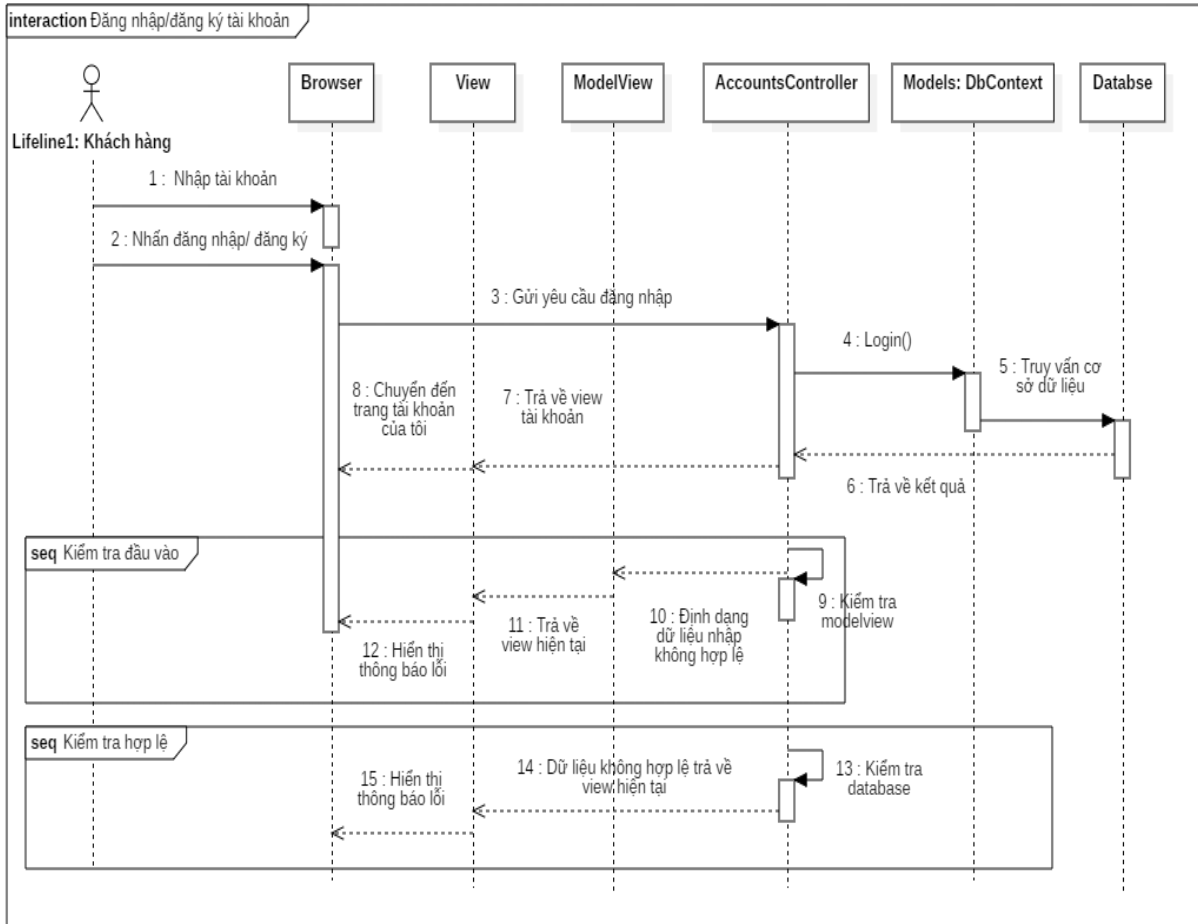 interaction Đăng nhập/đăng ký tài khoản
Lifeline1: Khách hàng
Browser
View
ModelView
AccountsController
Models: DbContext
Databse
1 : Nhập tài khoản
2 : Nhấn đăng nhập/ đăng ký
3 : Gửi yêu cầu đăng nhập
4 : Login()
5 : Truy vấn cơ
sở dữ liệu
6 : Trả về kết quả
7 : Trả về view
tài khoản
8 : Chuyển đến
trang tài khoản
của tôi
seq Kiểm tra đầu vào
9 : Kiểm tra
modelview
10 : Định dạng
dữ liệu nhập
không hợp lệ
11 : Trả về
view hiện tại
12 : Hiển thị
thông báo lỗi
seq Kiểm tra hợp lệ
13 : Kiểm tra
database
14 : Dữ liệu không hợp lệ trả về
view hiện tại
15 : Hiển thị
thông báo lỗi